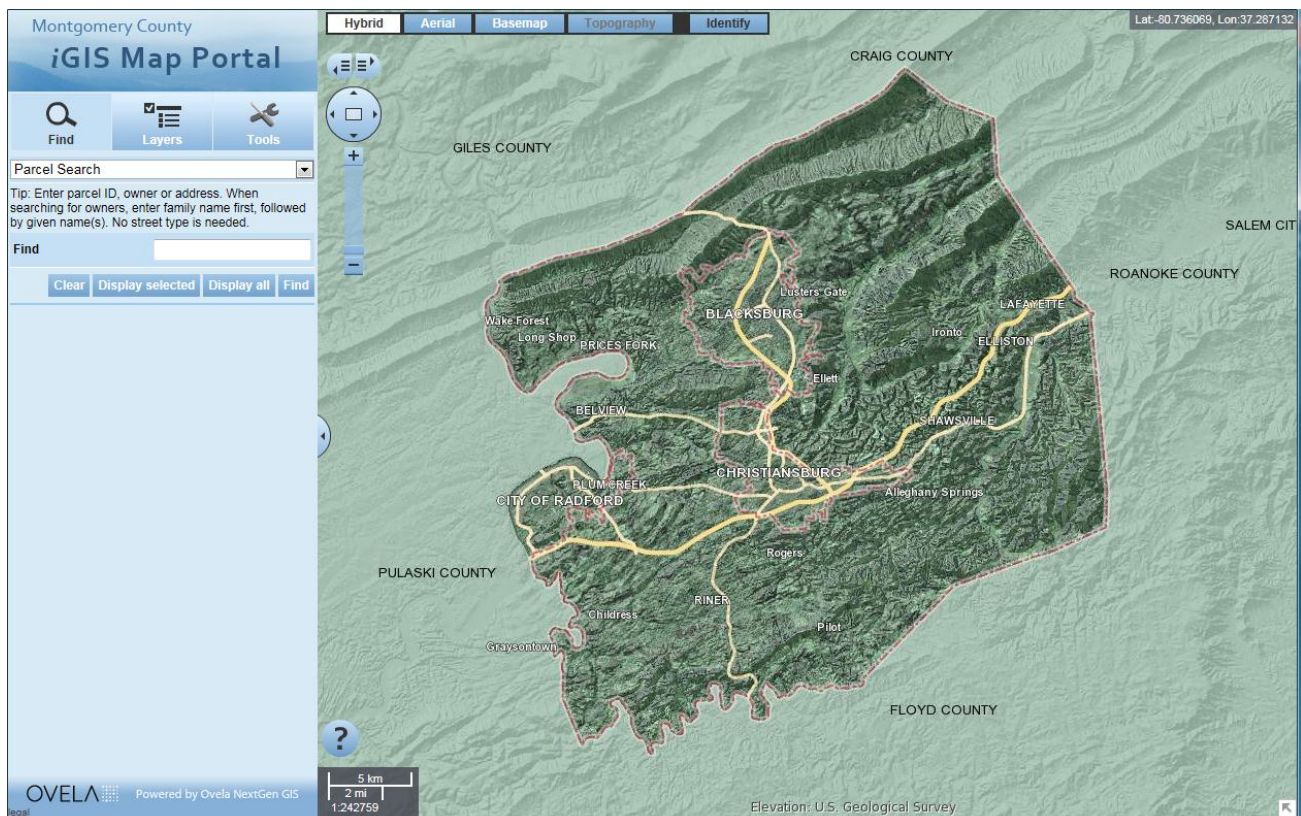 Montgomery County
iGIS Map Portal
Find
Layers
Tools
Parcel Search
Tip: Enter parcel ID, owner or address. When
searching for owners, enter family name first, followed
by given name(s). No street type is needed.
Find
Clear
Display selected
Display all
Find
OVELA
Powered by Ovela NextGen GIS
legal
Hybrid
Aerial
Basemap
Topography
Identify
Lat:-80.736069, Lon:37.287132
CRAIG COUNTY
GILES COUNTY
SALEM CIT
ROANOKE COUNTY
Lusters Gate
LAFAYETTE
BLACKSBURG
Wake Forest
Long Shop
PRICES FORK
Ironto
ELLISTON
Ellett
BELVIEW
SHAWSVILLE
CHRISTIANSBURG
PLUM CREEK
CITY OF RADFORD
Alleghany Springs
Rogers
PULASKI COUNTY
RINER
Childress
Pilot
Graysontown
FLOYD COUNTY
?
5 km
2 mi
1:242759
Elevation: U.S. Geological Survey